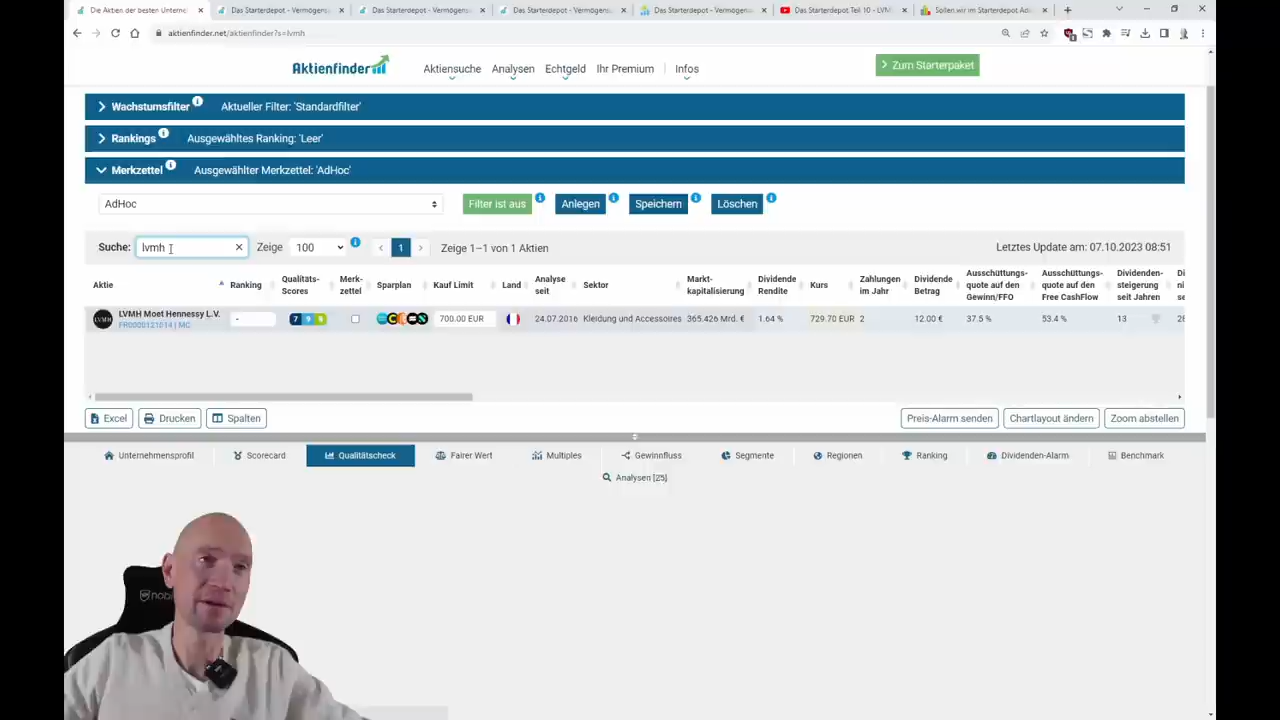 Die Aktien der besten Unterne
Das Starterdepot - Vermögens
Das Starterdepot - Vermögens
Das Starterdepot - Vermögens
Das Starterdepot - Vermögen
Das Starterdepot Teil 10 - LVM
Sollen wir im Starterdepot Ad
aktienfinder.net/aktienfinder?s=lvmh
Aktienfinder
Aktiensuche Analysen Echtgeld Ihr Premium Infos
Zum Starterpaket
Wachstumsfilter Aktueller Filter: 'Standardfilter'
Rankings Ausgewähltes Ranking: 'Leer'
Merkzettel Ausgewählter Merkzettel: 'AdHoc'
AdHoc Filter ist aus Anlegen Speichern Löschen
Suche: lvmh Zeige 100 1 Zeige 1–1 von 1 Aktien Letztes Update am: 07.10.2023 08:51
Aktie Ranking Qualitäts-Scores Merk-zettel Sparplan Kauf Limit Land Analyse seit Sektor Markt-kapitalisierung Dividende Rendite Kurs Zahlungen im Jahr Dividende Betrag Ausschüttungs-quote auf den Gewinn/FFO Ausschüttungs-quote auf den Free CashFlow Dividenden-steigerung seit Jahren
LVMH Moet Hennessy L.V. - 7 9 700.00 EUR 24.07.2016 Kleidung und Accessoires 365.426 Mrd. € 1.64 % 729.70 EUR 2 12.00 € 37.5 % 53.4 % 13
FR0000121014 | MC
Excel Drucken Spalten Preis-Alarm senden Chartlayout ändern Zoom abstellen
Unternehmensprofil Scorecard Qualitätscheck Fairer Wert Multiples Gewinnfluss Segmente Regionen Ranking Dividenden-Alarm Benchmark
Analysen [25]